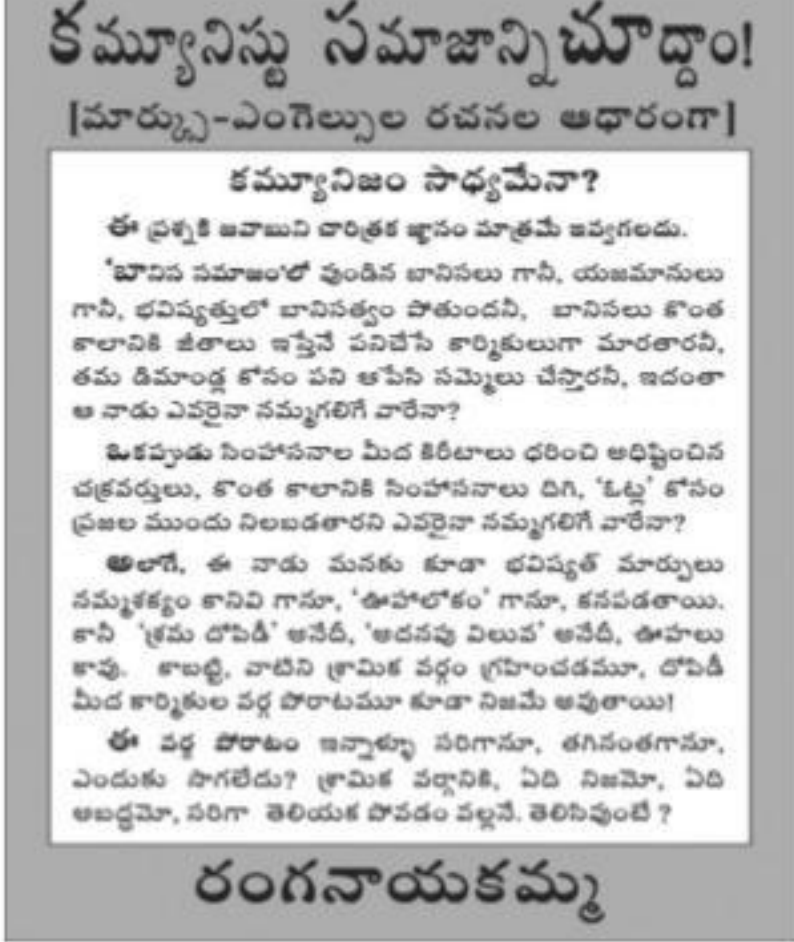 కమ్యూనిస్టు సమాజాన్నిచూద్దాం!
[మార్క్సు-ఎంగెల్సుల రచనల ఆధారంగా]
కమ్యూనిజం సాధ్యమేనా?
ఈ ప్రశ్నకి జవాబుని చారిత్రక జ్ఞానం మాత్రమే ఇవ్వగలదు.
'బానిస సమాజం'లో వుండిన బానిసలు గానీ, యజమానులు
గానీ, భవిష్యత్తులో బానిసత్వం పోతుందనీ, బానిసలు కొంత
కాలానికి జీతాలు ఇస్తేనే పనిచేసే కార్మికులుగా మారతారనీ,
తమ డిమాండ్ల కోసం పని ఆపేసి సమ్మెలు చేస్తారనీ, ఇదంతా
ఆ నాడు ఎవరైనా నమ్మగలిగే వారేనా?
ఒకప్పుడు సింహాసనాల మీద కిరీటాలు ధరించి అధిష్టించిన
చక్రవర్తులు, కొంత కాలానికి సింహాసనాలు దిగి, 'ఓట్ల' కోసం
ప్రజల ముందు నిలబడతారని ఎవరైనా నమ్మగలిగే వారేనా?
అలాగే, ఈ నాడు మనకు కూడా భవిష్యత్ మార్పులు
నమ్మశక్యం కానివి గానూ, 'ఊహాలోకం' గానూ, కనపడతాయి.
కానీ 'శ్రమ దోపిడీ' అనేదీ, 'అదనపు విలువ' అనేదీ, ఊహలు
కావు. కాబట్టి, వాటిని శ్రామిక వర్గం గ్రహించడమూ, దోపిడీ
మీద కార్మికుల వర్గ పోరాటమూ కూడా నిజమే అవుతాయి!
ఈ వర్గ పోరాటం ఇన్నాళ్ళూ సరిగానూ, తగినంతగానూ,
ఎందుకు సాగలేదు? శ్రామిక వర్గానికి, ఏది నిజమో, ఏది
అబద్ధమో, సరిగా తెలియక పోవడం వల్లనే. తెలిసివుంటే ?
రంగనాయకమ్మ